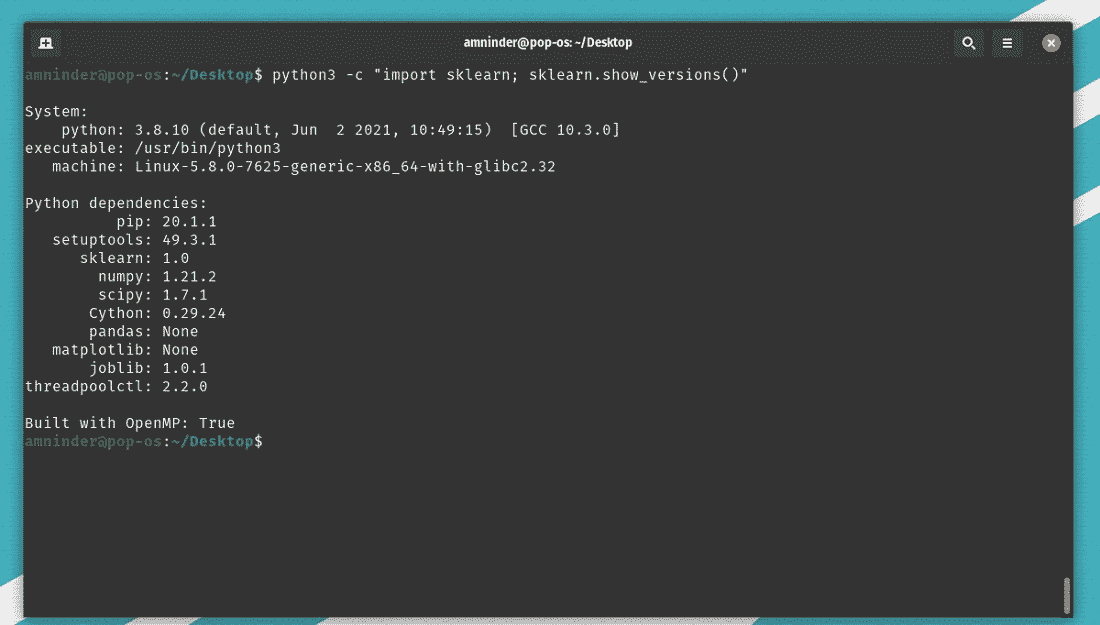 amninder@pop-os: ~/Desktop
amninder@pop-os:~/Desktop$ python3 -c "import sklearn; sklearn.show_versions()"
System:
python: 3.8.10 (default, Jun  2 2021, 10:49:15)  [GCC 10.3.0]
executable: /usr/bin/python3
machine: Linux-5.8.0-7625-generic-x86_64-with-glibc2.32
Python dependencies:
pip: 20.1.1
setuptools: 49.3.1
sklearn: 1.0
numpy: 1.21.2
scipy: 1.7.1
Cython: 0.29.24
pandas: None
matplotlib: None
joblib: 1.0.1
threadpoolctl: 2.2.0
Built with OpenMP: True
amninder@pop-os:~/Desktop$